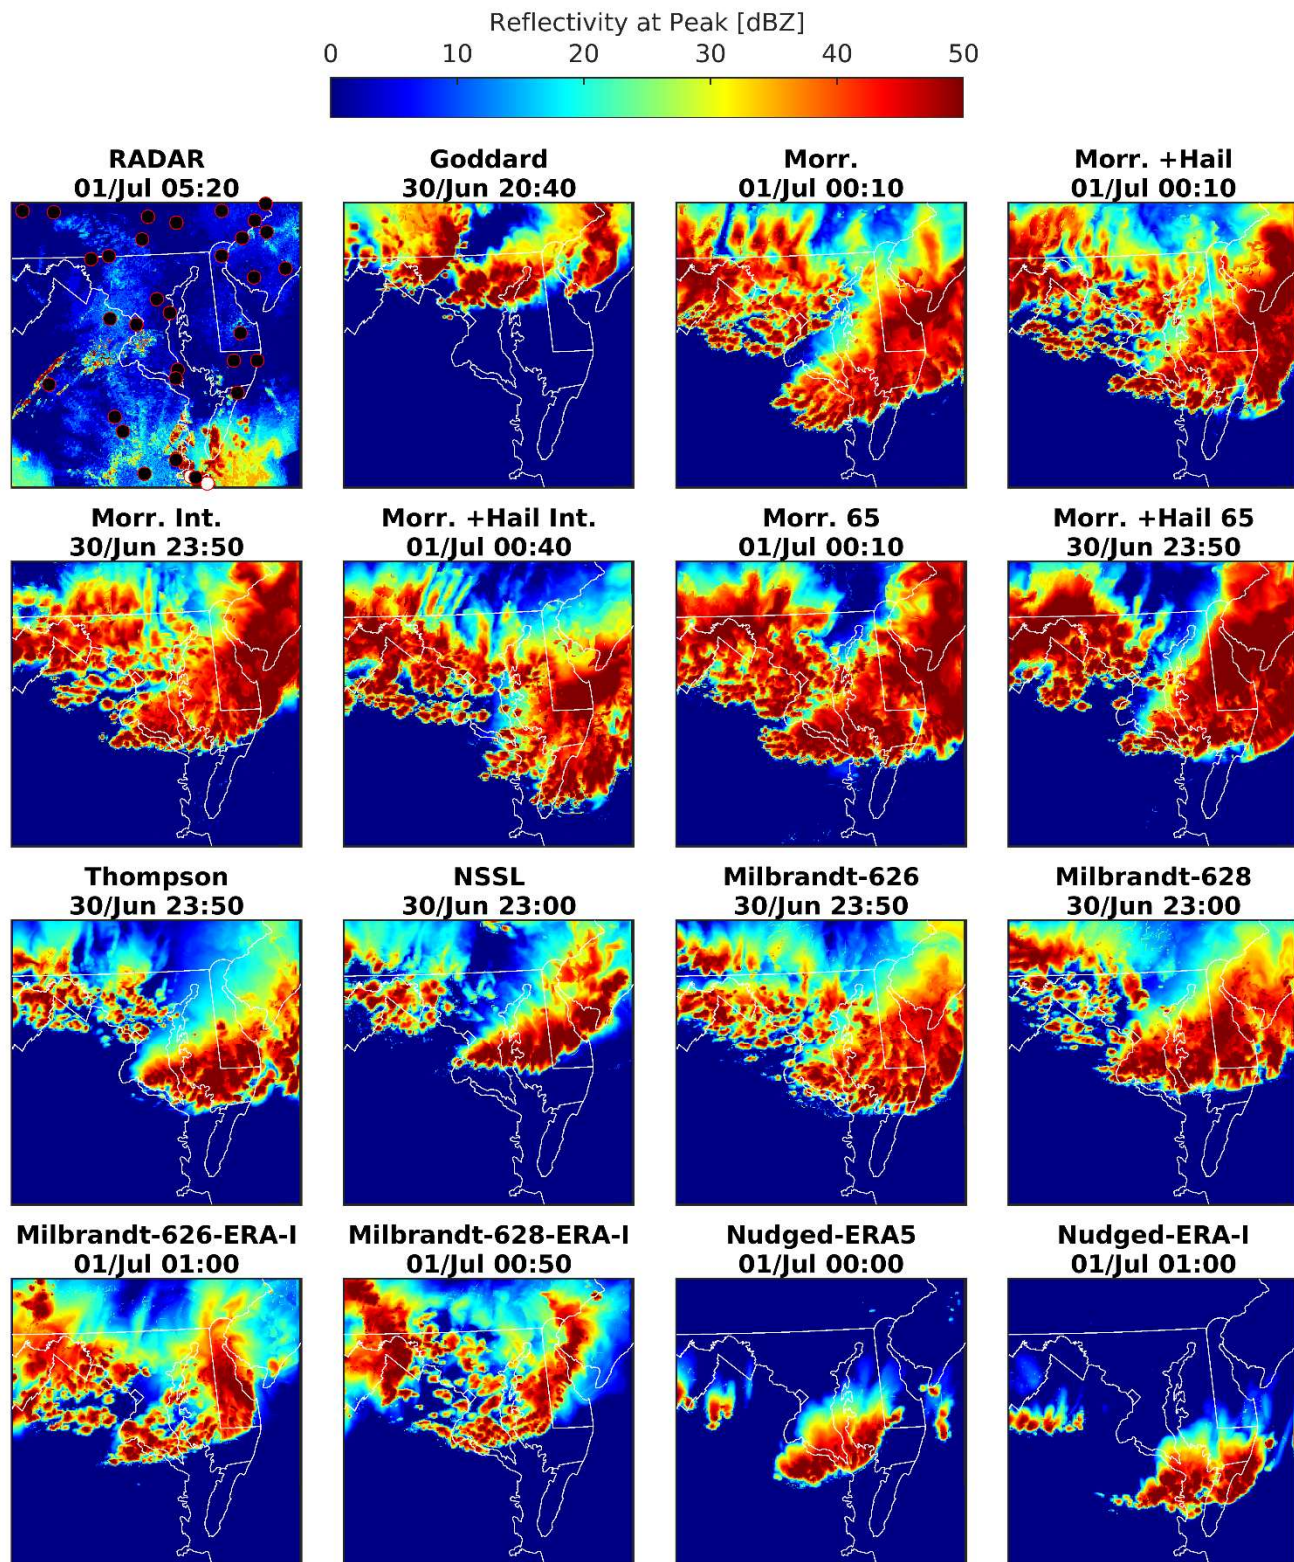 Reflectivity at Peak [dBZ]
0 10 20 30 40 50
RADAR
01/Jul 05:20
Goddard
30/Jun 20:40
Morr.
01/Jul 00:10
Morr. +Hail
01/Jul 00:10
Morr. Int.
30/Jun 23:50
Morr. +Hail Int.
01/Jul 00:40
Morr. 65
01/Jul 00:10
Morr. +Hail 65
30/Jun 23:50
Thompson
30/Jun 23:50
NSSL
30/Jun 23:00
Milbrandt-626
30/Jun 23:50
Milbrandt-628
30/Jun 23:00
Milbrandt-626-ERA-I
01/Jul 01:00
Milbrandt-628-ERA-I
01/Jul 00:50
Nudged-ERA5
01/Jul 00:00
Nudged-ERA-I
01/Jul 01:00